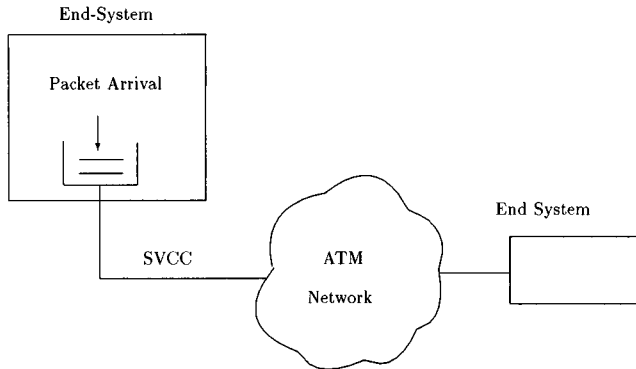 End-System
Packet Arrival
End System
SVCC
ATM
Network